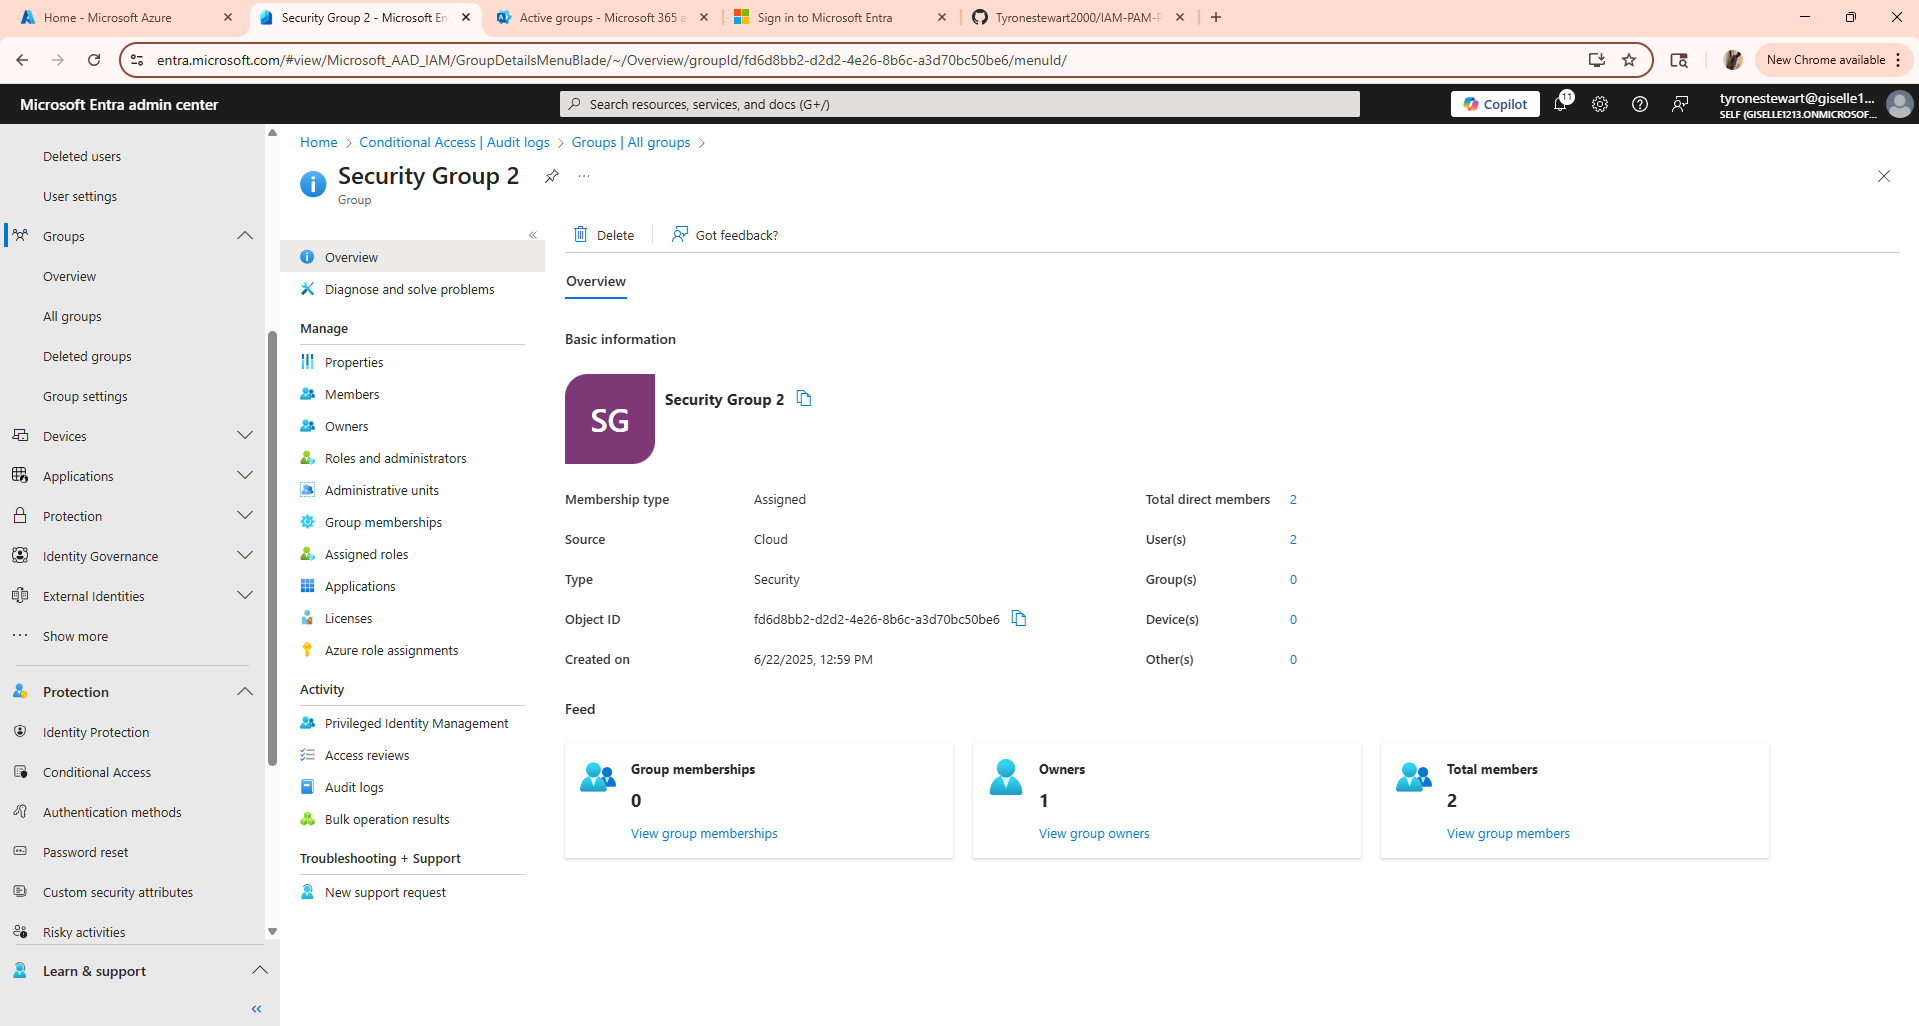 Home - Microsoft Azure
Security Group 2 - Microsoft En
Active groups - Microsoft 365 a
Sign in to Microsoft Entra
Tyronestewart2000/IAM-PAM-P
entra.microsoft.com/#view/Microsoft_AAD_IAM/GroupDetailsMenuBlade/~/Overview/groupId/fd6d8bb2-d2d2-4e26-8b6c-a3d70bc50be6/menuId/
New Chrome available
Microsoft Entra admin center
Search resources, services, and docs (G+/)
Copilot
11
tyronestewart@giselle1...
SELF (GISELLE1213.ONMICROSOF...
Deleted users
User settings
Groups
Overview
All groups
Deleted groups
Group settings
Devices
Applications
Protection
Identity Governance
External Identities
Show more
Protection
Identity Protection
Conditional Access
Authentication methods
Password reset
Custom security attributes
Risky activities
Learn & support
Home > Conditional Access | Audit logs > Groups | All groups >
Security Group 2
Group
Overview
Diagnose and solve problems
Manage
Properties
Members
Owners
Roles and administrators
Administrative units
Group memberships
Assigned roles
Applications
Licenses
Azure role assignments
Activity
Privileged Identity Management
Access reviews
Audit logs
Bulk operation results
Troubleshooting + Support
New support request
Delete
Got feedback?
Overview
Basic information
SG
Security Group 2
Membership type Assigned
Source Cloud
Type Security
Object ID fd6d8bb2-d2d2-4e26-8b6c-a3d70bc50be6
Created on 6/22/2025, 12:59 PM
Total direct members 2
User(s) 2
Group(s) 0
Device(s) 0
Other(s) 0
Feed
Group memberships
0
View group memberships
Owners
1
View group owners
Total members
2
View group members